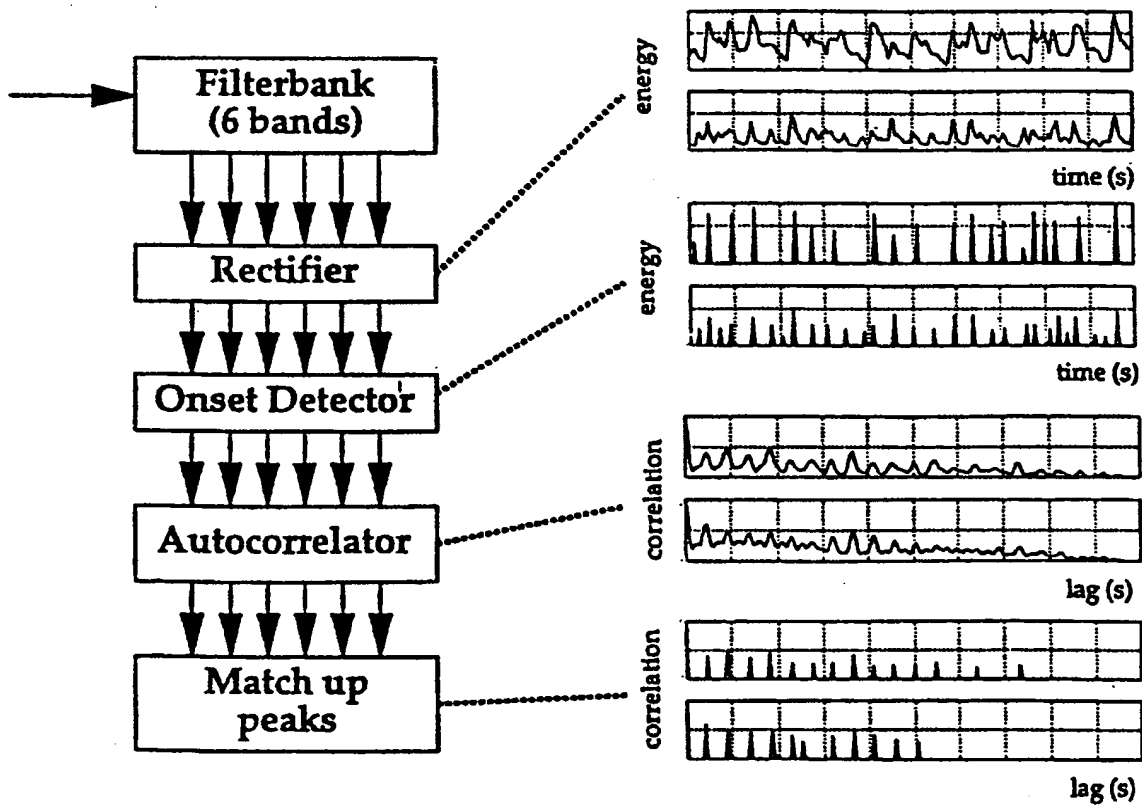 Filterbank
(6 bands)
Rectifier
Onset Detector
Autocorrelator
Match up
peaks
energy
time (s)
energy
time (s)
correlation
lag (s)
correlation
lag (s)